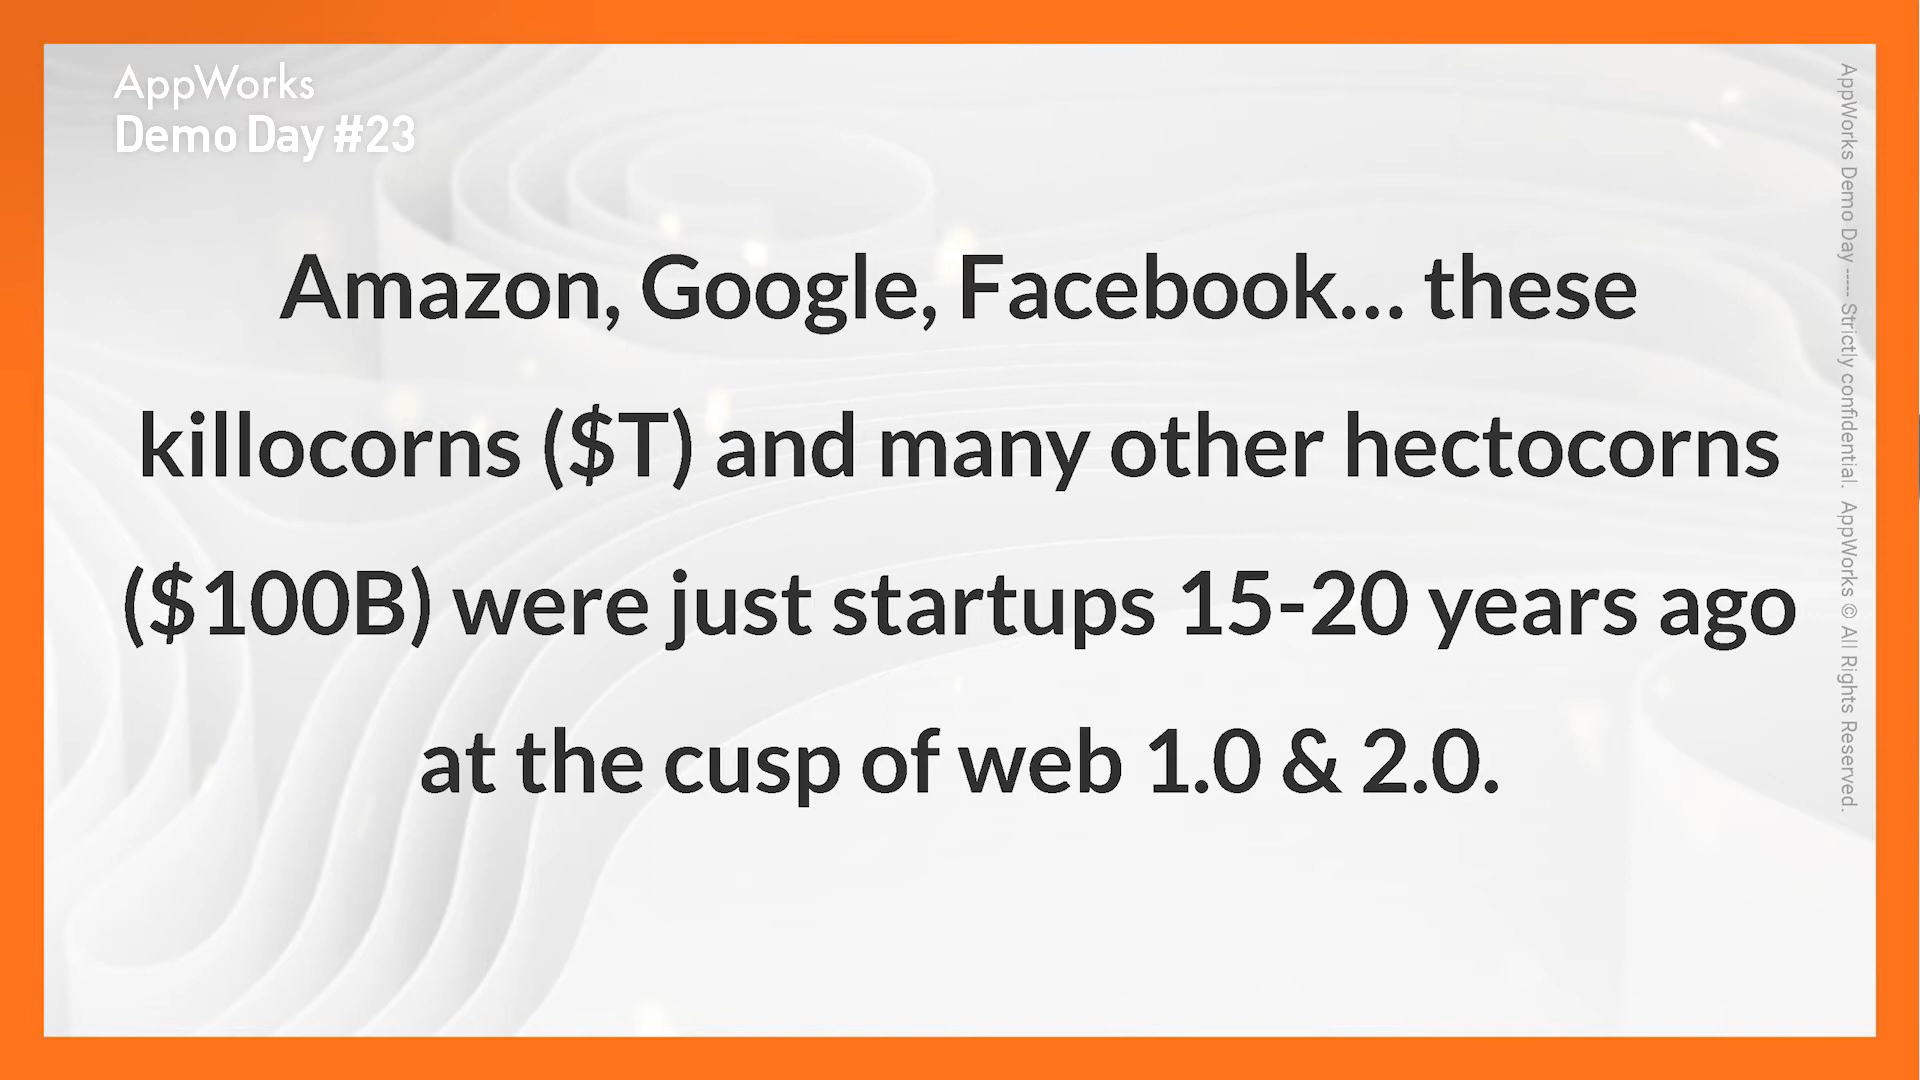 AppWorks
Demo Day #23
Amazon, Google, Facebook... these
killocorns ($T) and many other hectocorns
($100B) were just startups 15-20 years ago
at the cusp of web 1.0 & 2.0.
AppWorks Demo Day ----- Strictly confidential. AppWorks © All Rights Reserved.